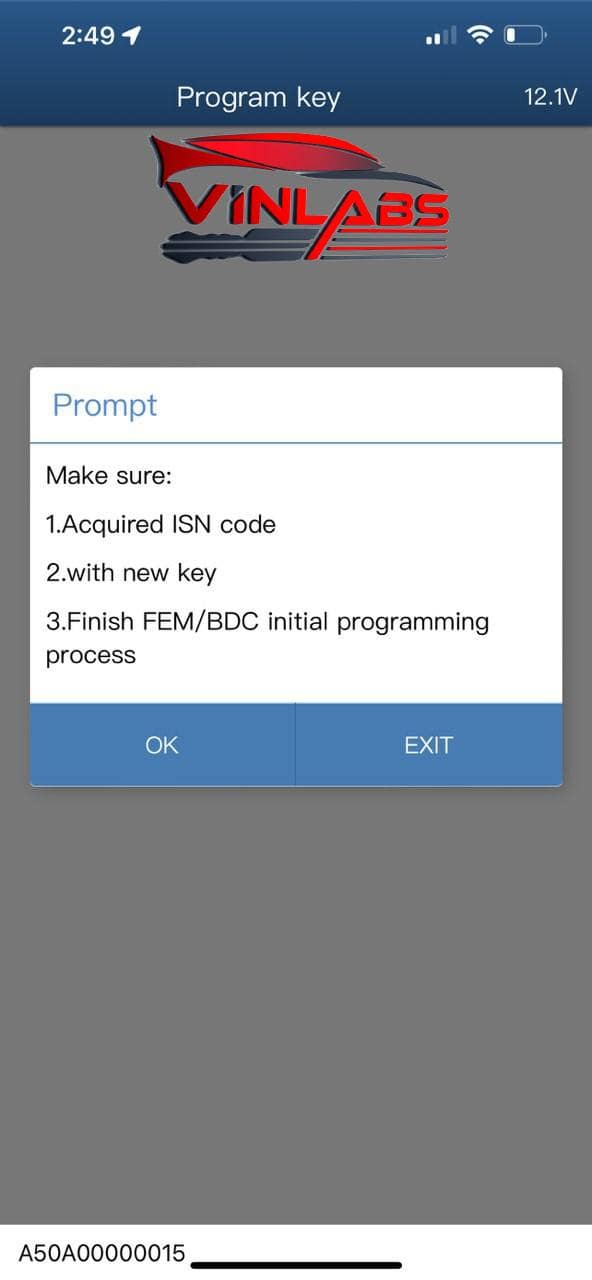 2:49
Program key
12.1V
ViNLABS
Prompt
Make sure:
1.Acquired ISN code
2.with new key
3.Finish FEM/BDC initial programming
process
OK
EXIT
A50A00000015